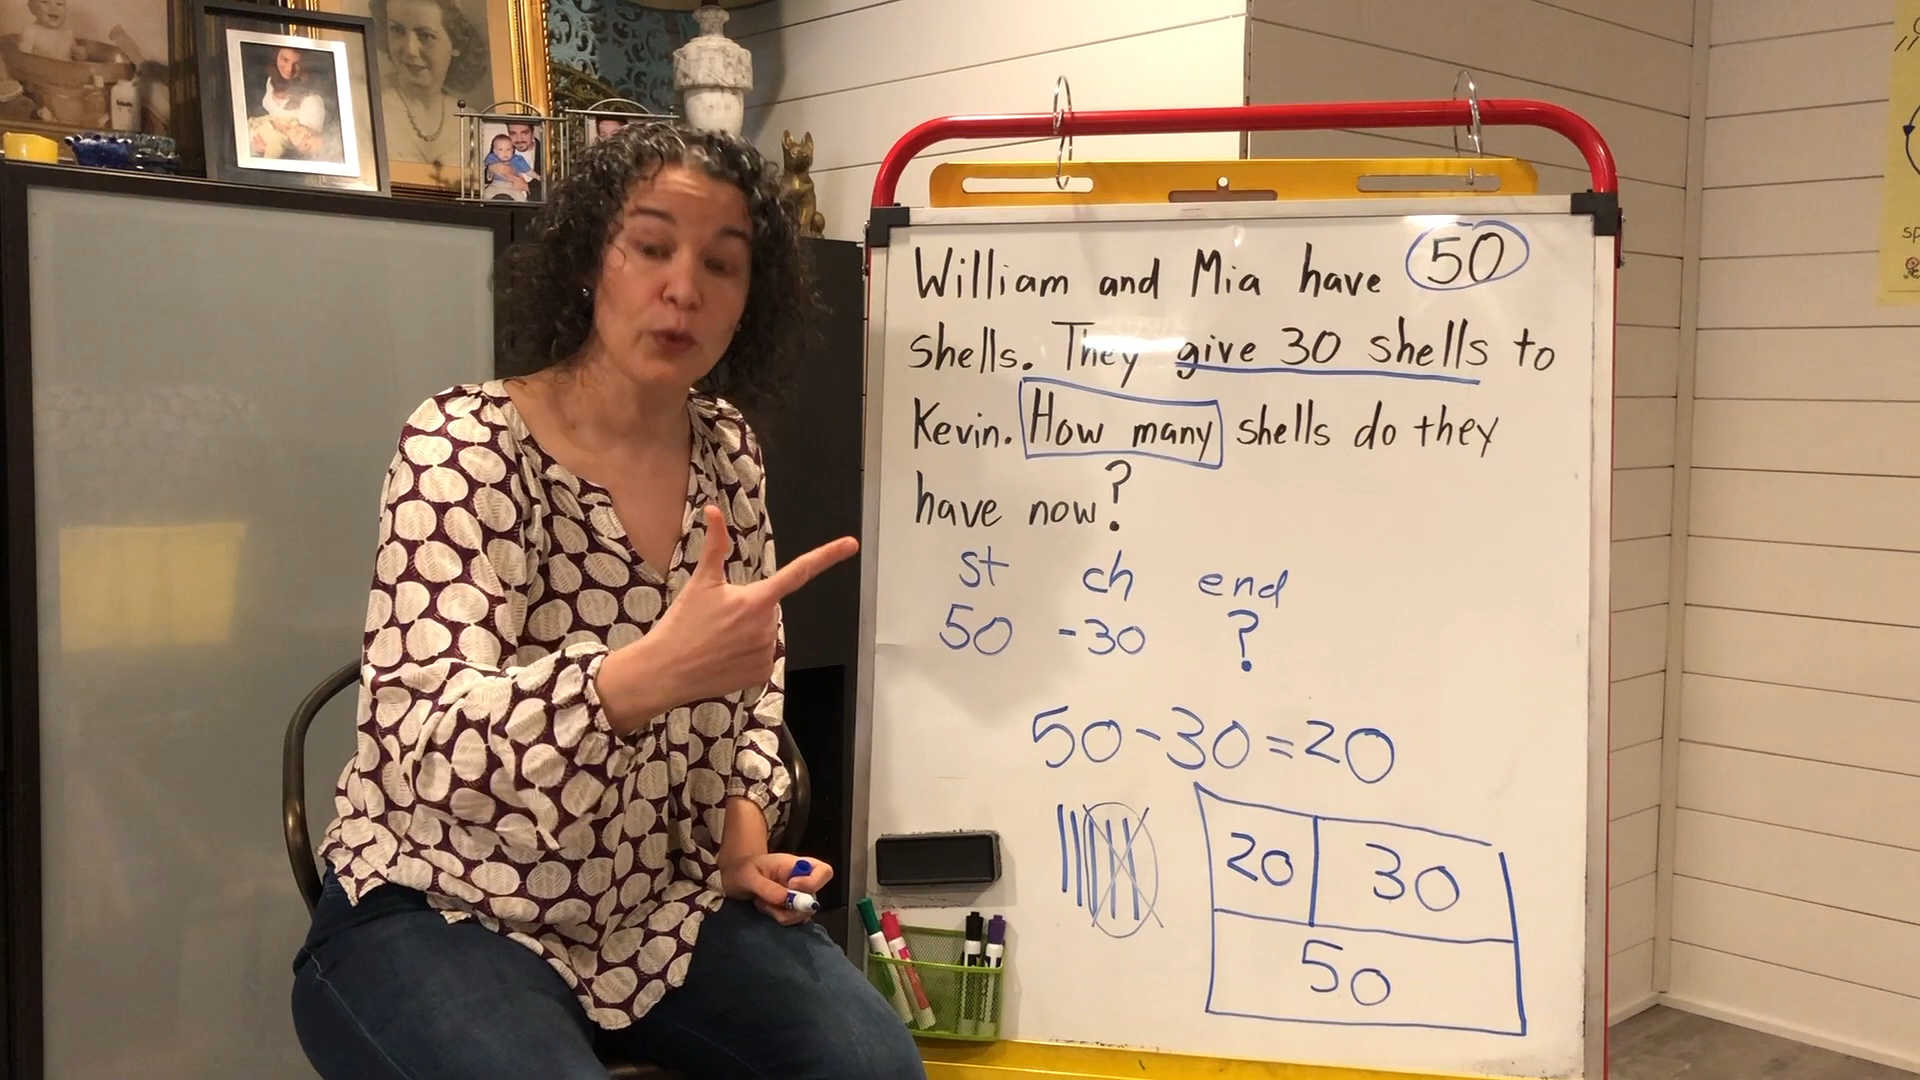 William and Mia have 50
shells. They give 30 shells to
Kevin. How many shells do they
have now?
st ch end
50 -30 ?
50-30=20
20 30
50